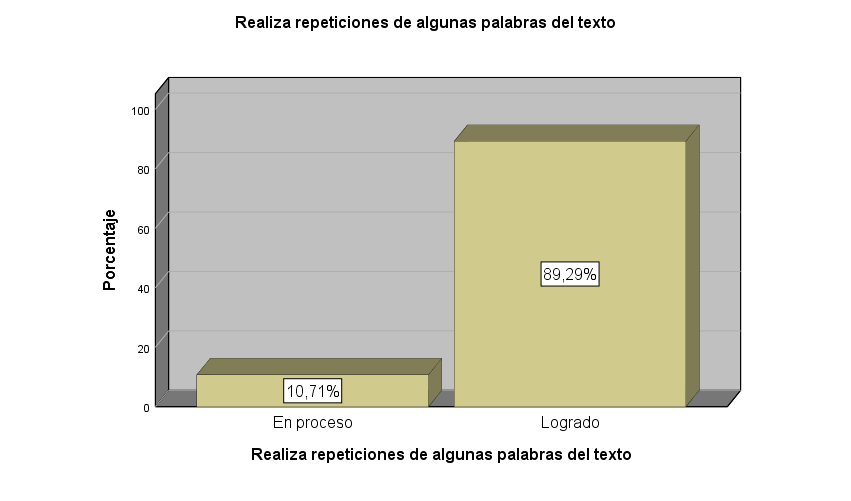 Realiza repeticiones de algunas palabras del texto
Porcentaje
100
80
60
40
20
0
89,29%
10,71%
En proceso
Logrado
Realiza repeticiones de algunas palabras del texto